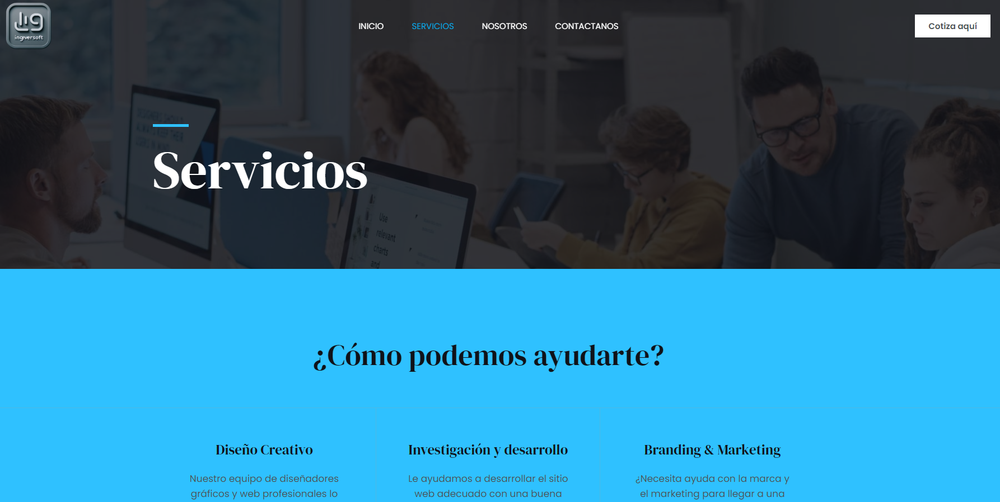 ingeversoft
INICIO
SERVICIOS
NOSOTROS
CONTACTANOS
Cotiza aquí
Servicios
Use
relevant
charts
and
¿Cómo podemos ayudarte?
Diseño Creativo
Nuestro equipo de diseñadores
gráficos y web profesionales lo
Investigación y desarrollo
Le ayudamos a desarrollar el sitio
web adecuado con una buena
Branding & Marketing
¿Necesita ayuda con la marca y
el marketing para llegar a una